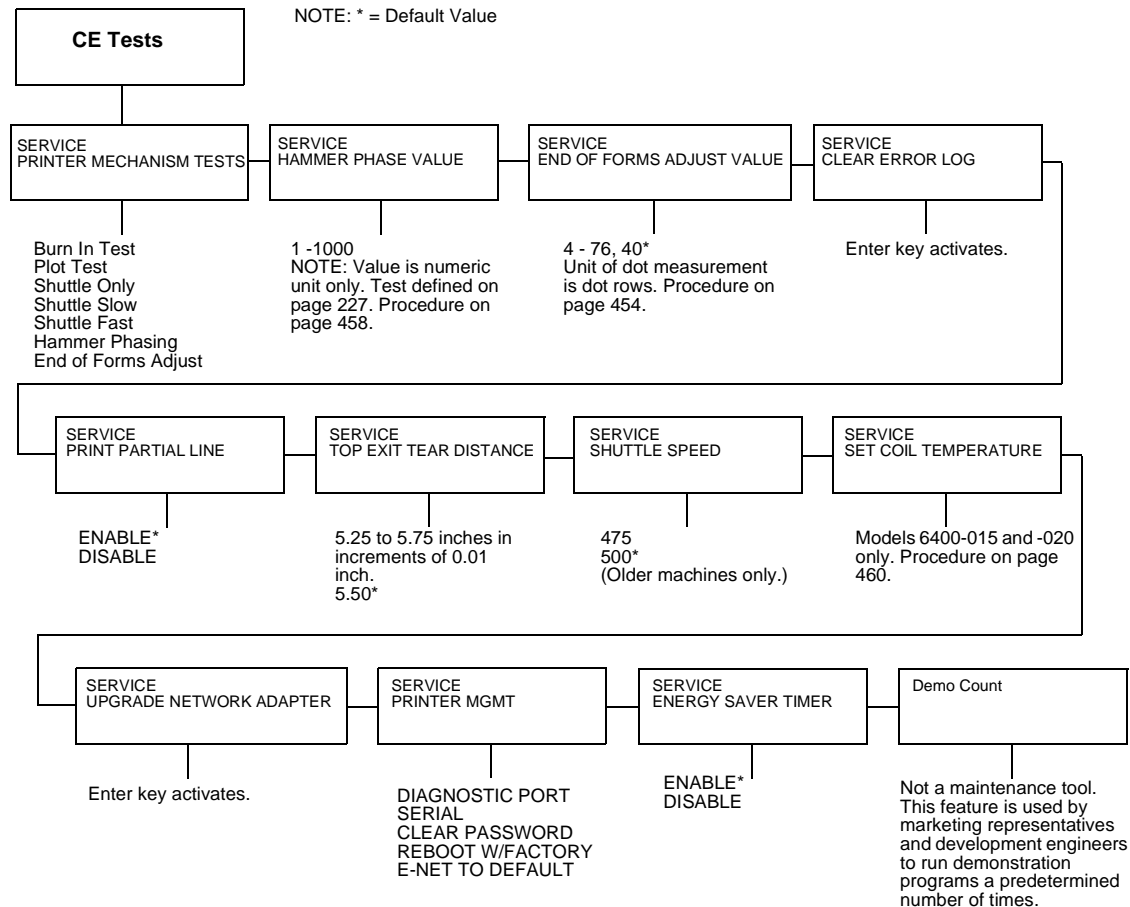 NOTE: * = Default Value
CE Tests
SERVICE
PRINTER MECHANISM TESTS
SERVICE
HAMMER PHASE VALUE
SERVICE
END OF FORMS ADJUST VALUE
SERVICE
CLEAR ERROR LOG
Burn In Test
Plot Test
Shuttle Only
Shuttle Slow
Shuttle Fast
Hammer Phasing
End of Forms Adjust
1 -1000
NOTE: Value is numeric
unit only. Test defined on
page 227. Procedure on
page 458.
4 - 76, 40*
Unit of dot measurement
is dot rows. Procedure on
page 454.
Enter key activates.
SERVICE
PRINT PARTIAL LINE
SERVICE
TOP EXIT TEAR DISTANCE
SERVICE
SHUTTLE SPEED
SERVICE
SET COIL TEMPERATURE
ENABLE*
DISABLE
5.25 to 5.75 inches in
increments of 0.01
inch.
5.50*
475
500*
(Older machines only.)
Models 6400-015 and -020
only. Procedure on page
460.
SERVICE
UPGRADE NETWORK ADAPTER
SERVICE
PRINTER MGMT
SERVICE
ENERGY SAVER TIMER
Demo Count
Enter key activates.
DIAGNOSTIC PORT
SERIAL
CLEAR PASSWORD
REBOOT W/FACTORY
E-NET TO DEFAULT
ENABLE*
DISABLE
Not a maintenance tool.
This feature is used by
marketing representatives
and development engineers
to run demonstration
programs a predetermined
number of times.